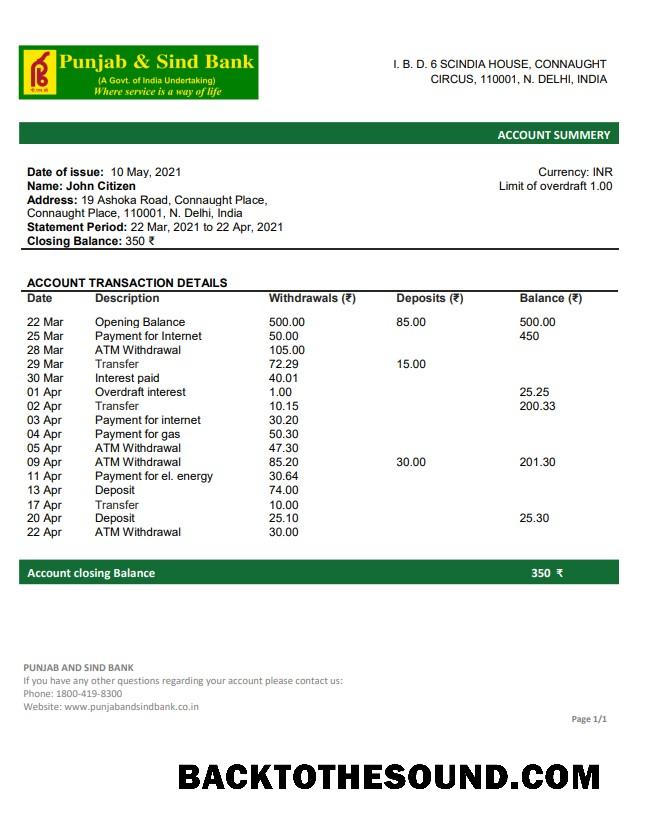 Punjab & Sind Bank
(A Govt. of India Undertaking)
Where service is a way of life
I. B. D. 6 SCINDIA HOUSE, CONNAUGHT
CIRCUS, 110001, N. DELHI, INDIA
ACCOUNT SUMMARY
Date of issue: 10 May, 2021
Currency: INR
Name: John Citizen
Limit of overdraft 1.00
Address: 19 Ashoka Road, Connaught Place,
Connaught Place, 110001, N. Delhi, India
Statement Period: 22 Mar, 2021 to 22 Apr, 2021
Closing Balance: 350 ₹
ACCOUNT TRANSACTION DETAILS
Date Description Withdrawals (₹) Deposits (₹) Balance (₹)
22 Mar Opening Balance 500.00 85.00 500.00
25 Mar Payment for Internet 50.00 450
28 Mar ATM Withdrawal 105.00
29 Mar Transfer 72.29 15.00
30 Mar Interest paid 40.01
01 Apr Overdraft interest 1.00 25.25
02 Apr Transfer 10.15 200.33
03 Apr Payment for internet 30.20
04 Apr Payment for gas 50.30
05 Apr ATM Withdrawal 47.30
09 Apr ATM Withdrawal 85.20 30.00 201.30
11 Apr Payment for el. energy 30.64
13 Apr Deposit 74.00
17 Apr Transfer 10.00
20 Apr Deposit 25.10 25.30
22 Apr ATM Withdrawal 30.00
Account closing Balance 350 ₹
PUNJAB AND SIND BANK
If you have any other questions regarding your account please contact us:
Phone: 1800-419-8300
Website: www.punjabandsindbank.co.in
Page 1/1
BACKTOTHESOUND.COM